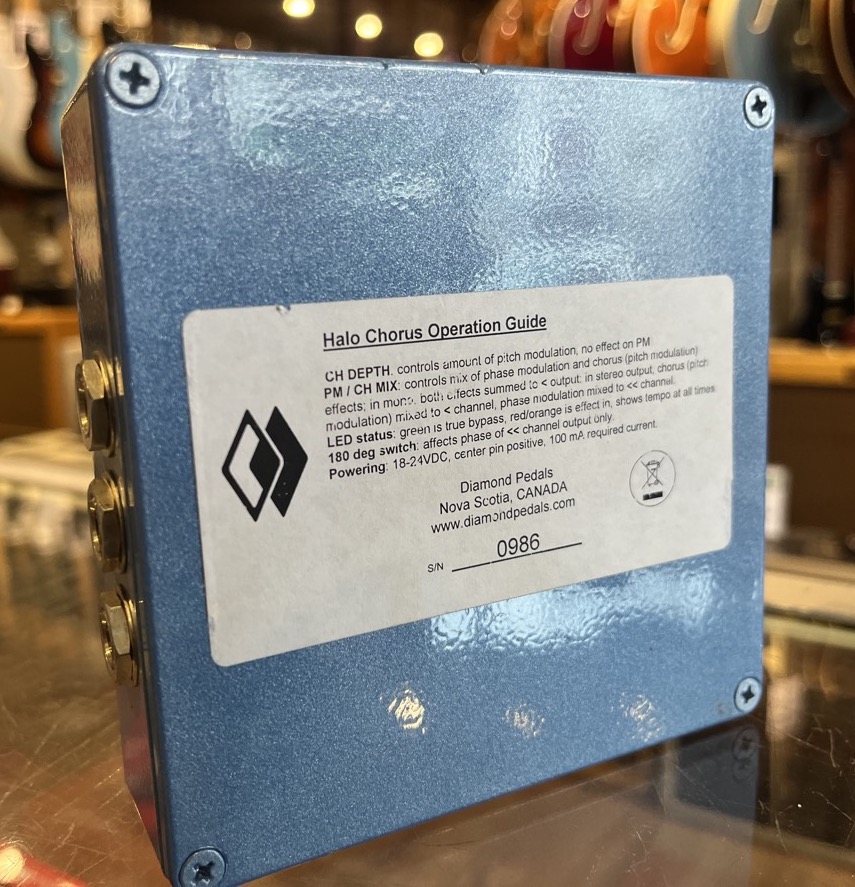 Halo Chorus Operation Guide
CH DEPTH: controls amount of pitch modulation, no effect on PM
PM / CH MIX: controls mix of phase modulation and chorus (pitch modulation)
effects; in mono, both effects summed to < output; in stereo output, chorus (pitch
modulation) mixed to < channel, phase modulation mixed to << channel.
LED status: green is true bypass, red/orange is effect in, shows tempo at all times
180 deg switch: affects phase of << channel output only.
Powering: 18-24VDC, center pin positive, 100 mA required current.
Diamond Pedals
Nova Scotia, CANADA
www.diamondpedals.com
S/N 0986